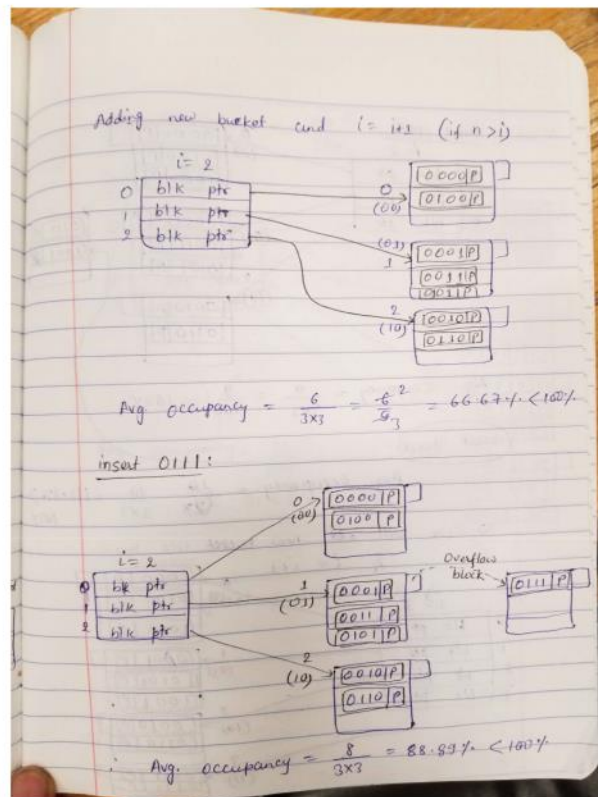 Adding new bucket and i = i+1 (if n>i)
i = 2
0 blk ptr
1 blk ptr
2 blk ptr
0 (00) 0000|P
0100|P
(01) 1 0001|P
0011|P
0101|P
2 (10) 0010|P
0110|P
Avg occupancy = 6/3×3 = 6/9 2/3 = 66.67% < 100%
insert 0111:
i = 2
0 blk ptr
1 blk ptr
2 blk ptr
0 (00) 0000|P
0100|P
1 (01) 0001|P
0011|P
0101|P
Overflow block
0111|P
2 (10) 0010|P
0110|P
Avg. occupancy = 8/3×3 = 88.89% < 100%